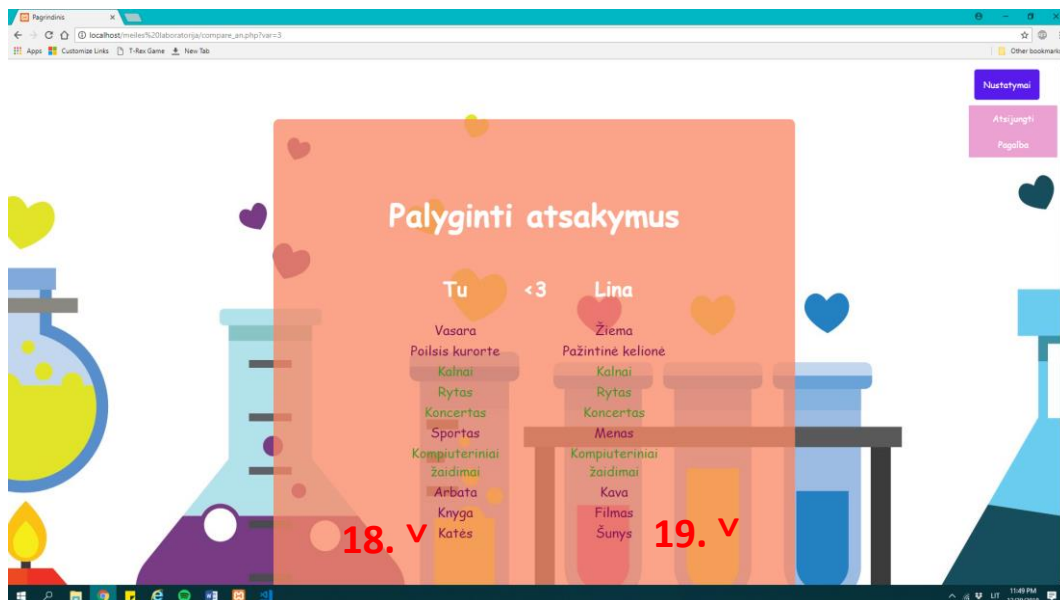 Pagrindinis
localhost/meiles%20laboratorija/compare_an.php?var=3
Apps Customize Links T-Rex Game New Tab Other bookmarks
Nustatymai
Atsijungti
Pagalba
Palyginti atsakymus
Tu <3 Lina
Vasara Žiema
Poilsis kurorte Pažintinė kelionė
Kalnai Kalnai
Rytas Rytas
Koncertas Koncertas
Sportas Menas
Kompiuteriniai Kompiuteriniai
žaidimai žaidimai
Arbata Kava
Knyga Filmas
Katės Šunys
18. V 19. V
LIT 11:49 PM